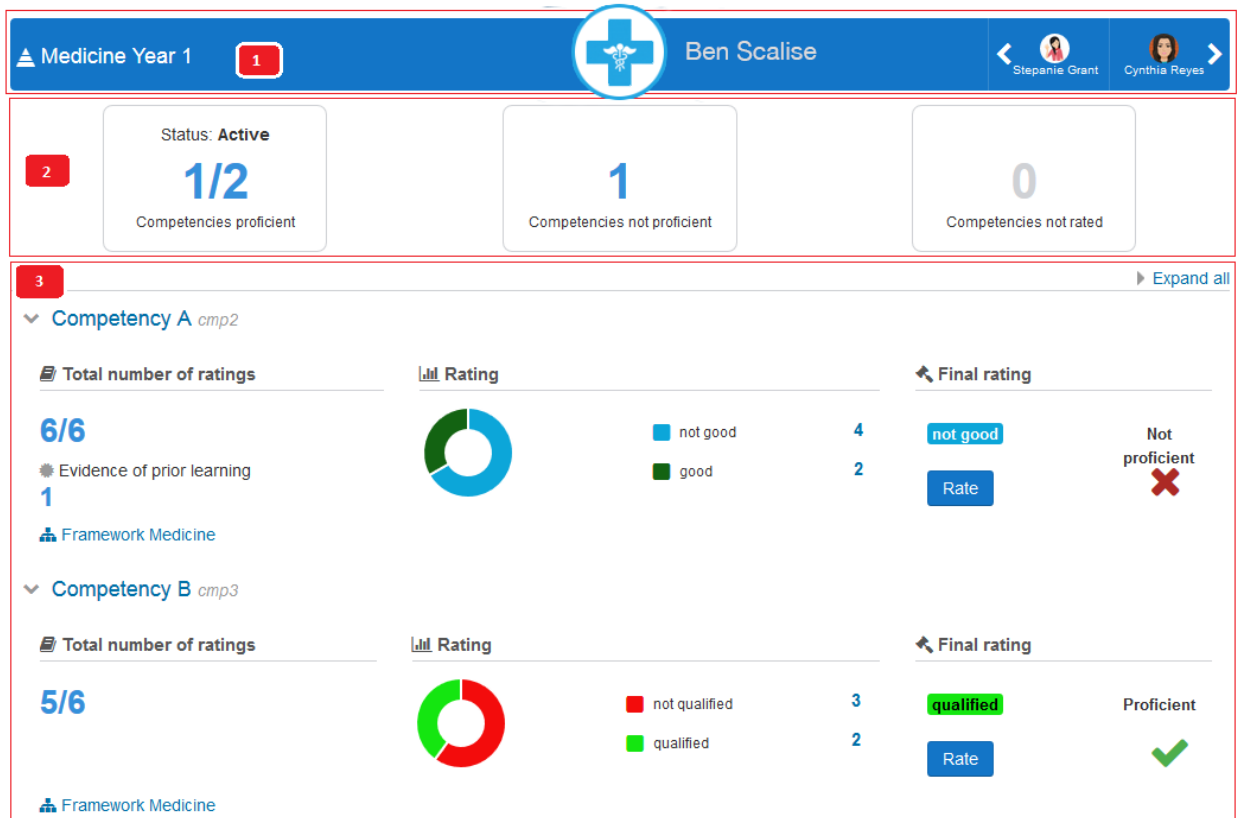 Medicine Year 1
1
Ben Scalise
Stepanie Grant
Cynthia Reyes
2
Status: Active
1/2
Competencies proficient
1
Competencies not proficient
0
Competencies not rated
3
Expand all
Competency A cmp2
Total number of ratings
Rating
Final rating
6/6
Evidence of prior learning
1
Framework Medicine
not good 4
good 2
not good
Rate
Not
proficient
Competency B cmp3
Total number of ratings
Rating
Final rating
5/6
Framework Medicine
not qualified 3
qualified 2
qualified
Rate
Proficient